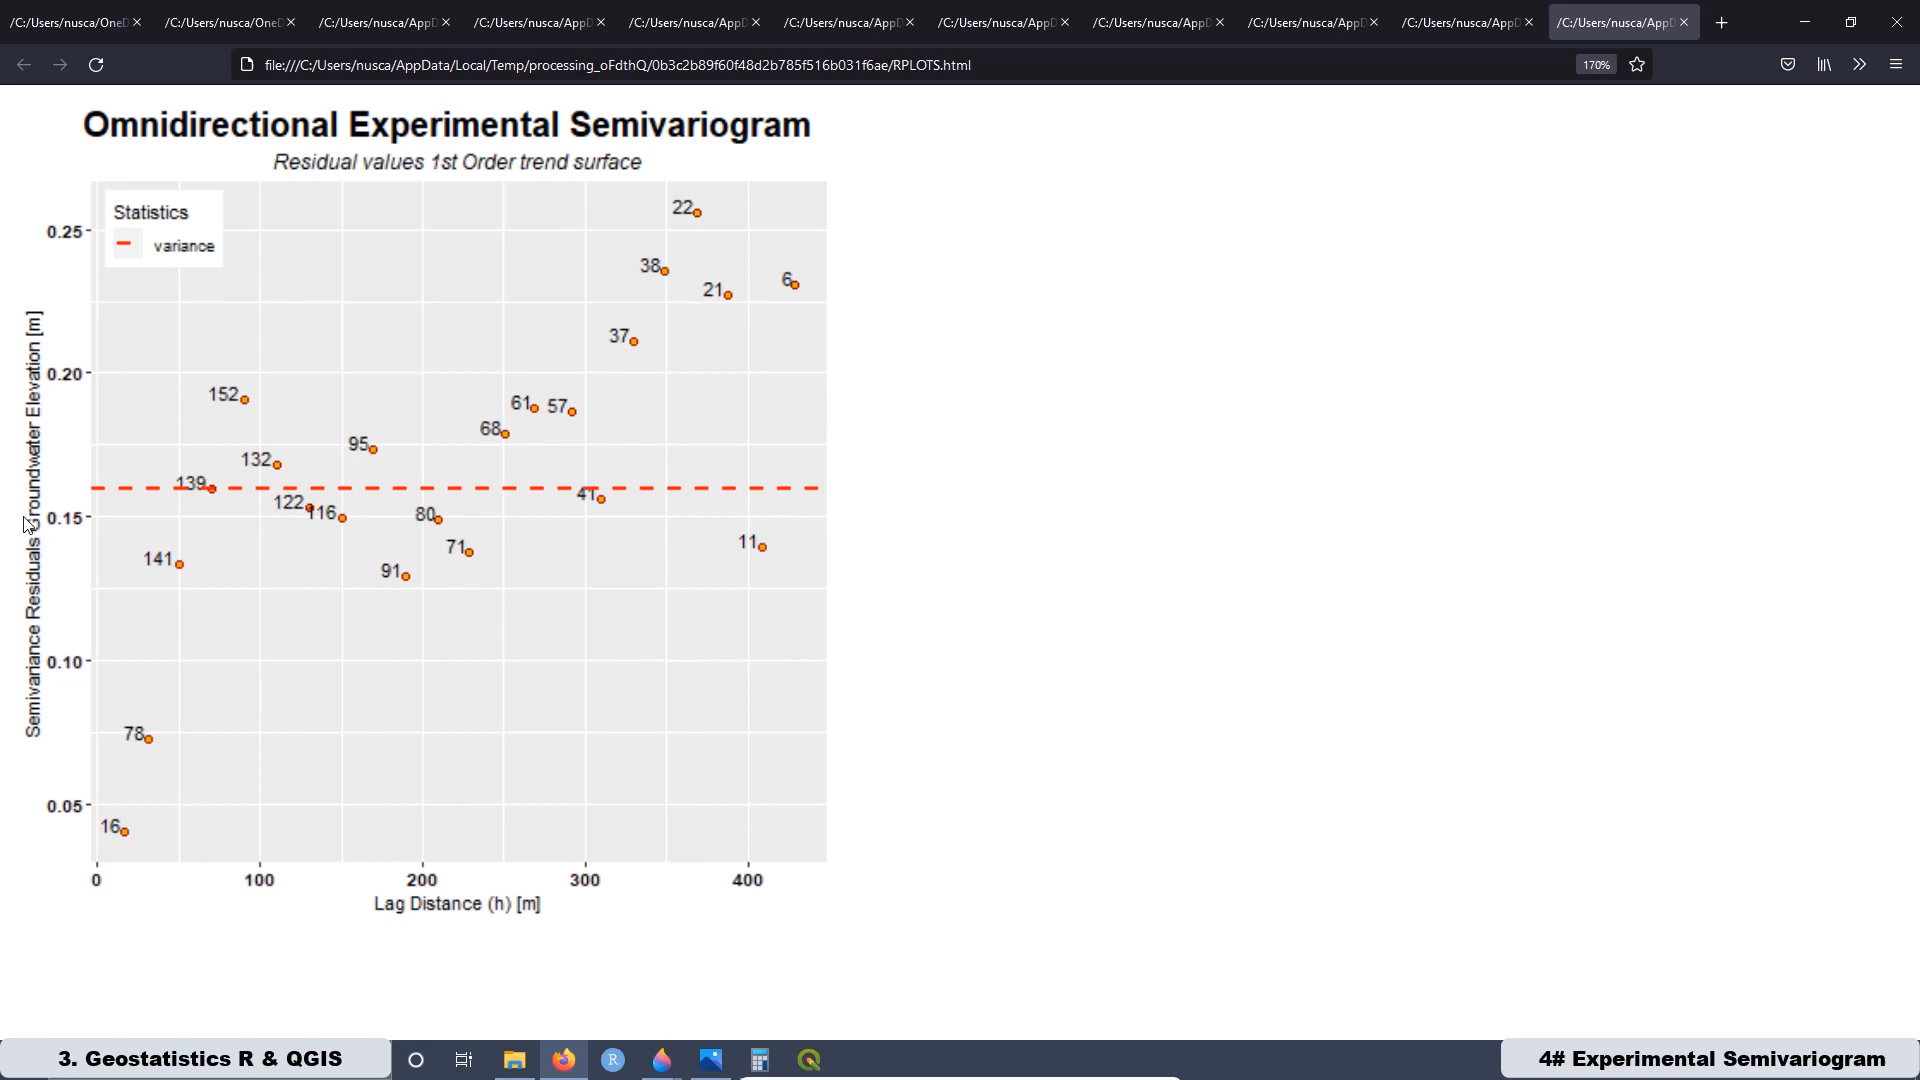 /C:/Users/nusca/OneD
/C:/Users/nusca/OneD
/C:/Users/nusca/AppD
/C:/Users/nusca/AppD
/C:/Users/nusca/AppD
/C:/Users/nusca/AppD
/C:/Users/nusca/AppD
/C:/Users/nusca/AppD
/C:/Users/nusca/AppD
/C:/Users/nusca/AppD
/C:/Users/nusca/AppD
file:///C:/Users/nusca/AppData/Local/Temp/processing_oFdthQ/0b3c2b89f60f48d2b785f516b031f6ae/RPLOTS.html
170%
Omnidirectional Experimental Semivariogram
Residual values 1st Order trend surface
Statistics
variance
Semivariance Residuals Groundwater Elevation [m]
0.25
0.20
0.15
0.10
0.05
16
78
141
139
152
132
122
116
95
91
80
71
68
61
57
41
37
38
22
21
11
6
0 100 200 300 400
Lag Distance (h) [m]
3. Geostatistics R & QGIS
R
4# Experimental Semivariogram